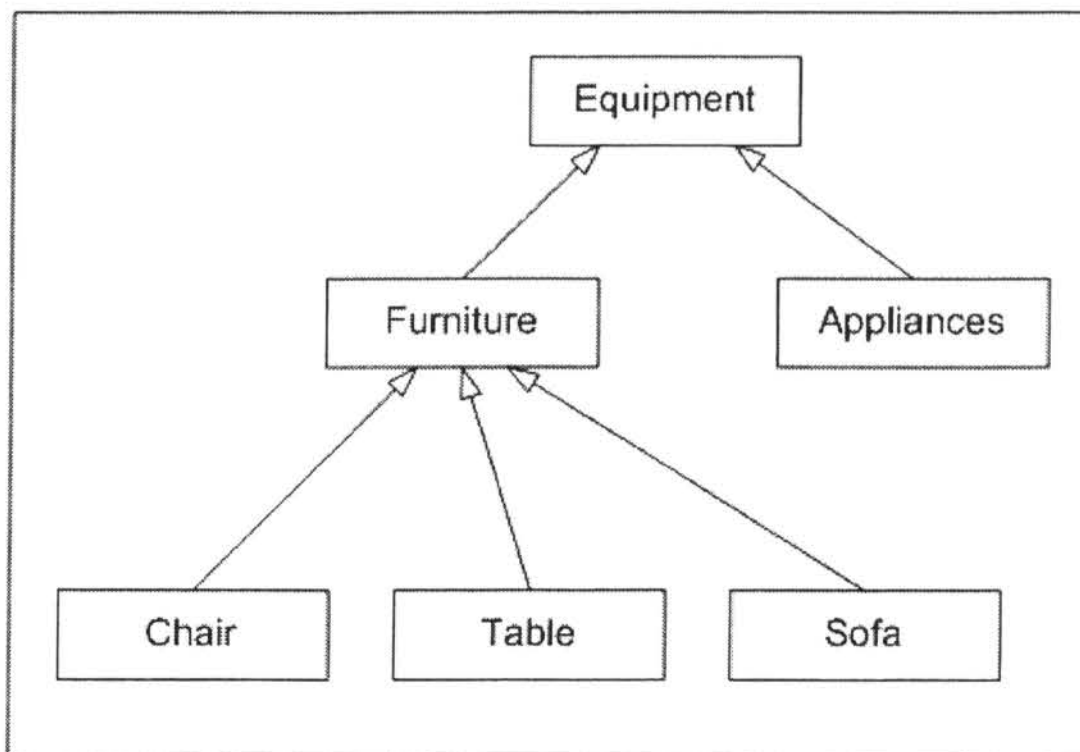 Equipment
Furniture
Appliances
Chair
Table
Sofa